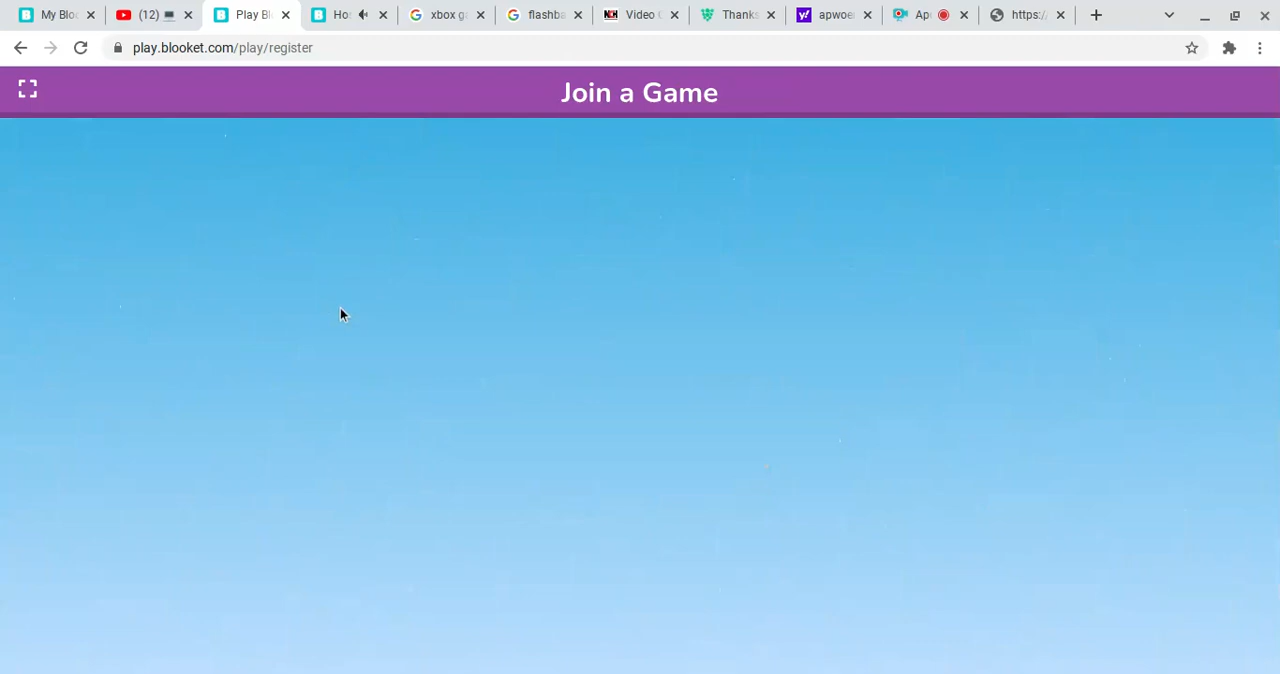 My Bloo
(12)
Play Bl
Ho
xbox g
flashba
Video
Thanks
apwoe
Ap
https:/
play.blooket.com/play/register
Join a Game